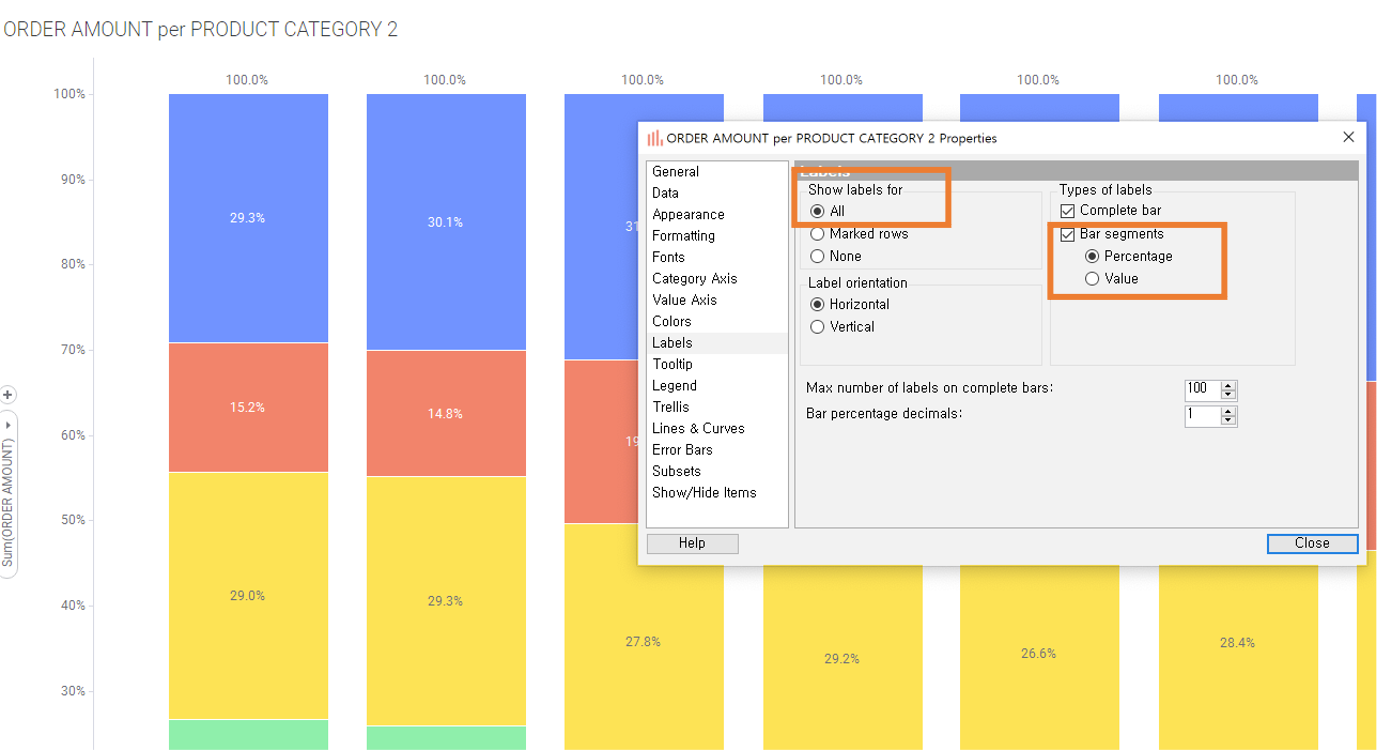 ORDER AMOUNT per PRODUCT CATEGORY 2
100.0% 100.0% 100.0% 100.0% 100.0% 100.0%
100%
90%
80%
70%
60%
50%
40%
30%
Sum(ORDER AMOUNT)
29.3% 30.1% 31
15.2% 14.8% 19
29.0% 29.3% 27.8% 29.2% 26.6% 28.4%
ORDER AMOUNT per PRODUCT CATEGORY 2 Properties
General
Data
Appearance
Formatting
Fonts
Category Axis
Value Axis
Colors
Labels
Tooltip
Legend
Trellis
Lines & Curves
Error Bars
Subsets
Show/Hide Items
Labels
Show labels for
All
Marked rows
None
Label orientation
Horizontal
Vertical
Types of labels
Complete bar
Bar segments
Percentage
Value
Max number of labels on complete bars: 100
Bar percentage decimals: 1
Help
Close